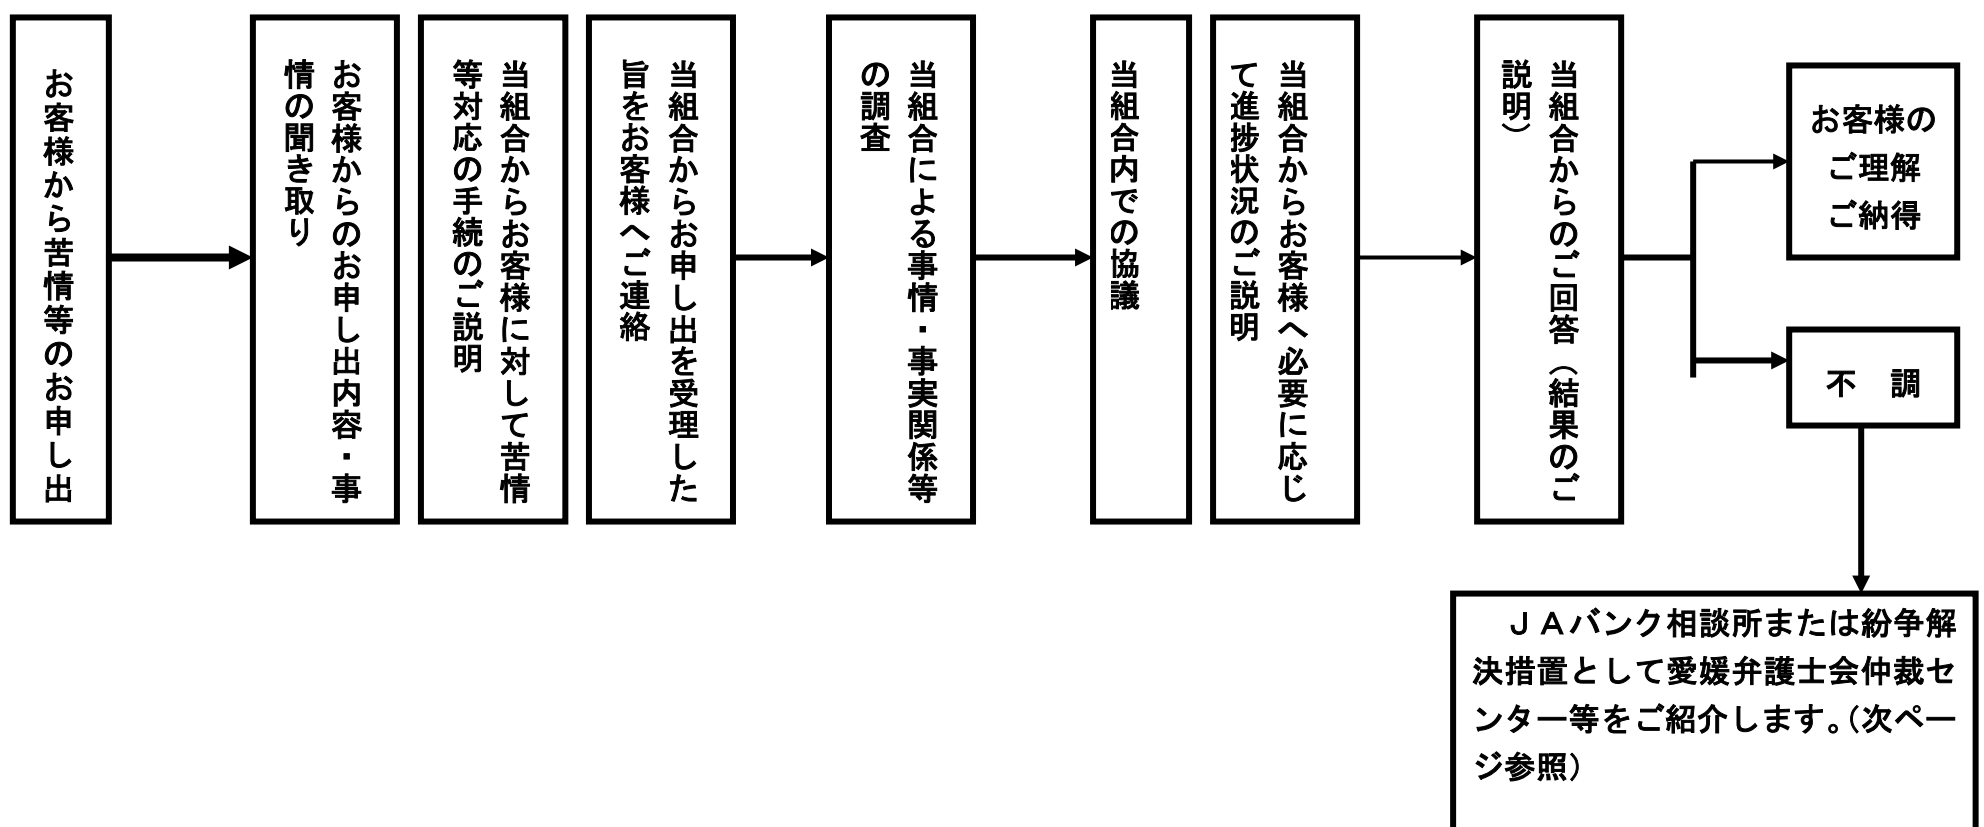 お客様から苦情等のお申し出
お客様からのお申し出内容・事
情の聞き取り
当組合からお客様に対して苦情
等対応の手続のご説明
当組合からお申し出を受理した
旨をお客様へご連絡
当組合による事情・事実関係等
の調査
当組合内での協議
当組合からお客様へ必要に応じ
て進捗状況のご説明
当組合からのご回答（結果のご
説明）
お客様の
ご理解
ご納得
不　調
ＪＡバンク相談所または紛争解
決措置として愛媛弁護士会仲裁セ
ンター等をご紹介します。（次ペー
ジ参照）